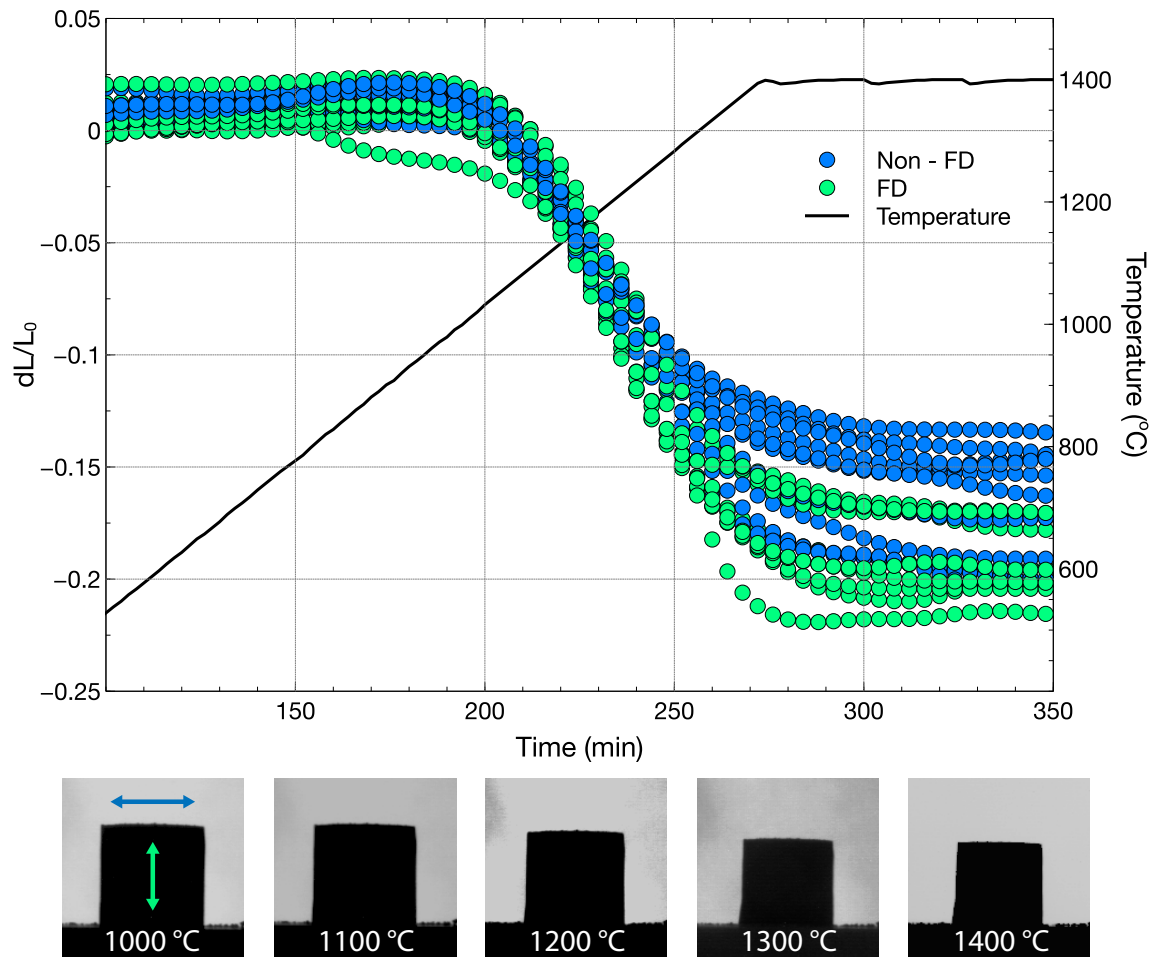 0.05
0
−0.05
−0.1
−0.15
−0.2
−0.25
dL/L0
150
200
250
300
350
Time (min)
1400
1200
1000
800
600
Temperature (°C)
Non - FD
FD
Temperature
1000 °C
1100 °C
1200 °C
1300 °C
1400 °C